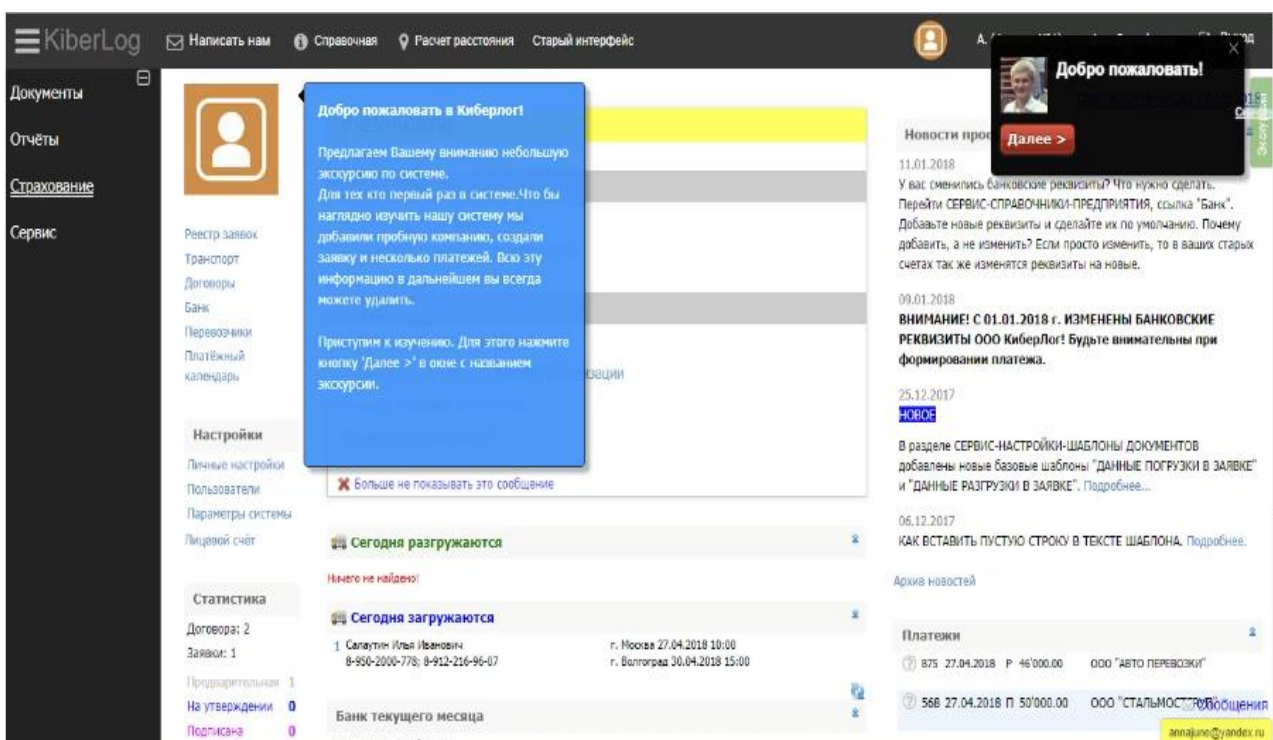 KiberLog
Написать нам
Справочная
Расчет расстояния
Старый интерфейс
Документы
Отчёты
Страхование
Сервис
Реестр заявок
Транспорт
Договоры
Банк
Перевозчики
Платёжный
календарь
Настройки
Личные настройки
Пользователи
Параметры системы
Лицевой счёт
Статистика
Договора: 2
Заявки: 1
Предварительная 1
На утверждении 0
Подписана 0
Добро пожаловать в Киберлог!
Предлагаем Вашему вниманию небольшую
экскурсию по системе.
Для тех кто первый раз в системе.Что бы
наглядно изучить нашу систему мы
добавили пробную компанию, создали
заявку и несколько платежей. Всю эту
информацию в дальнейшем вы всегда
можете удалить.
Приступим к изучению. Для этого нажмите
кнопку 'Далее >' в окне с названием
экскурсии.
Больше не показывать это сообщение
Сегодня разгружаются
Ничего не найдено!
Сегодня загружаются
1 Салаутин Илья Иванович г. Москва 27.04.2018 10:00
8-950-2000-778; 8-912-216-96-07 г. Волгоград 30.04.2018 15:00
Банк текущего месяца
Добро пожаловать!
Далее >
Экскурсии
Новости
11.01.2018
У вас сменились банковские реквизиты? Что нужно сделать.
Перейти СЕРВИС-СПРАВОЧНИКИ-ПРЕДПРИЯТИЯ, ссылка "Банк".
Добавьте новые реквизиты и сделайте их по умолчанию. Почему
добавить, а не изменить? Если просто изменить, то в ваших старых
счетах так же изменятся реквизиты на новые.
09.01.2018
ВНИМАНИЕ! С 01.01.2018 г. ИЗМЕНЕНЫ БАНКОВСКИЕ
РЕКВИЗИТЫ ООО КиберЛог! Будьте внимательны при
формировании платежа.
25.12.2017
НОВОЕ
В разделе СЕРВИС-НАСТРОЙКИ-ШАБЛОНЫ ДОКУМЕНТОВ
добавлены новые базовые шаблоны "ДАННЫЕ ПОГРУЗКИ В ЗАЯВКЕ"
и "ДАННЫЕ РАЗГРУЗКИ В ЗАЯВКЕ". Подробнее...
06.12.2017
КАК ВСТАВИТЬ ПУСТУЮ СТРОКУ В ТЕКСТЕ ШАБЛОНА. Подробнее.
Архив новостей
Платежи
875 27.04.2018 Р 46'000.00 ООО "АВТО ПЕРЕВОЗКИ"
568 27.04.2018 П 50'000.00 ООО
Сообщения
annajune@yandex.ru